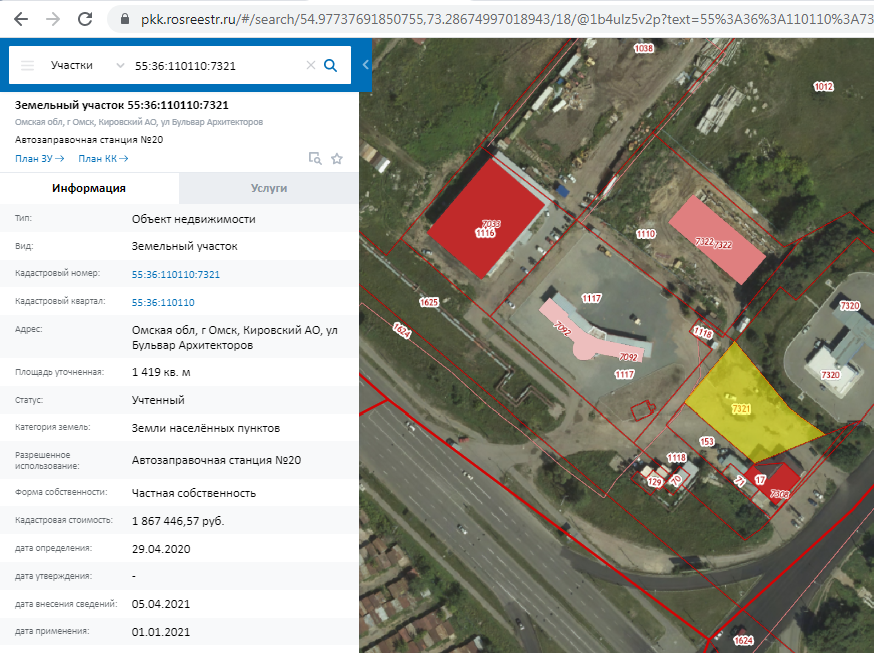 pkk.rosreestr.ru/#/search/54.97737691850755,73.28674997018943/18/@1b4ulz5v2p?text=55%3A36%3A110110%3A73
Участки
55:36:110110:7321
Земельный участок 55:36:110110:7321
Омская обл, г Омск, Кировский АО, ул Бульвар Архитекторов
Автозаправочная станция №20
План ЗУ → План КК →
Информация
Услуги
Тип: Объект недвижимости
Вид: Земельный участок
Кадастровый номер: 55:36:110110:7321
Кадастровый квартал: 55:36:110110
Адрес: Омская обл, г Омск, Кировский АО, ул
Бульвар Архитекторов
Площадь уточненная: 1 419 кв. м
Статус: Учтенный
Категория земель: Земли населённых пунктов
Разрешенное
использование: Автозаправочная станция №20
Форма собственности: Частная собственность
Кадастровая стоимость: 1 867 446,57 руб.
дата определения: 29.04.2020
дата утверждения: -
дата внесения сведений: 05.04.2021
дата применения: 01.01.2021
1038
1012
7033
1116
1110
7322 7322
1625
1117
7320
1624
7092
1118
7092
1117
7320
7321
153
1118
129
70
71
17
7308
1624